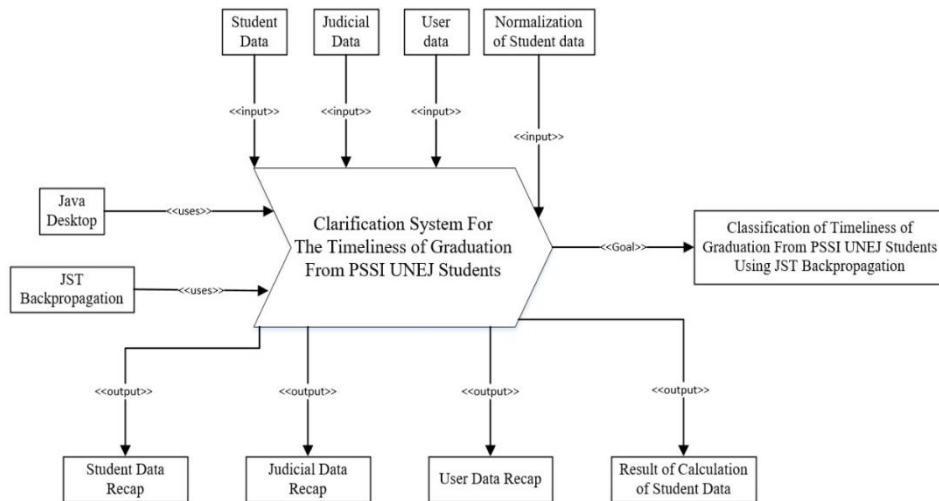 Student
Data
Judicial
Data
User
data
Normalization
of Student data
<<input>>
<<input>>
<<input>>
<<input>>
Java
Desktop
<<uses>>
JST
Backpropagation
<<uses>>
Clarification System For
The Timeliness of Graduation
From PSSI UNEJ Students
<<Goal>>
Classification of Timeliness of
Graduation From PSSI UNEJ Students
Using JST Backpropagation
<<output>>
<<output>>
<<output>>
<<output>>
Student Data
Recap
Judicial Data
Recap
User Data Recap
Result of Calculation
of Student Data